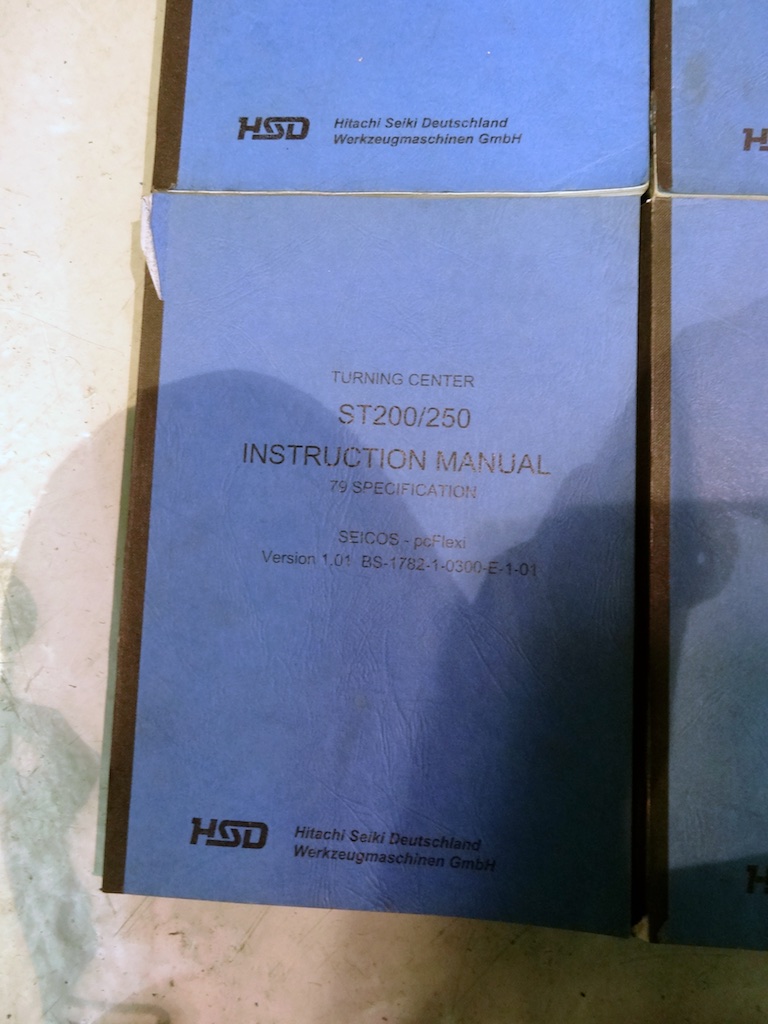 HSD Hitachi Seiki Deutschland
Werkzeugmaschinen GmbH
TURNING CENTER
ST200/250
INSTRUCTION MANUAL
79 SPECIFICATION
SEICOS - pcFlexi
Version 1.01 BS-1782-1-0300-E-1-01
HSD Hitachi Seiki Deutschland
Werkzeugmaschinen GmbH